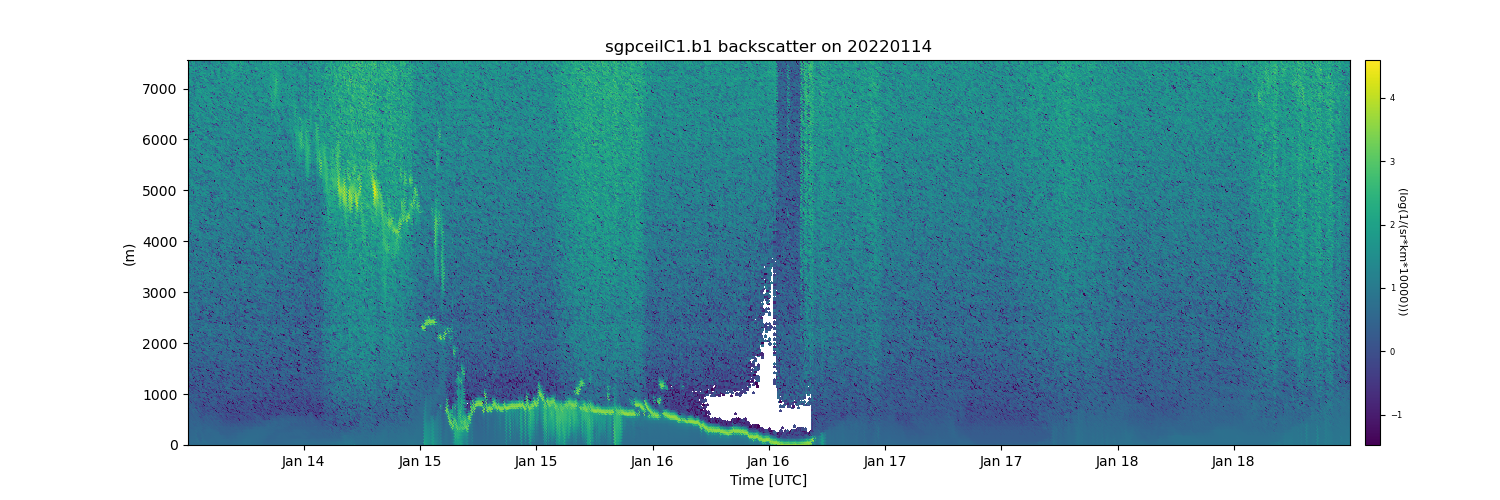 sgpceilC1.b1 backscatter on 20220114
7000
6000
5000
4000
3000
2000
1000
0
(m)
Jan 14
Jan 15
Jan 15
Jan 16
Jan 16
Jan 17
Jan 17
Jan 18
Jan 18
Time [UTC]
4
3
2
1
0
−1
(log(1/(sr*km*10000)))